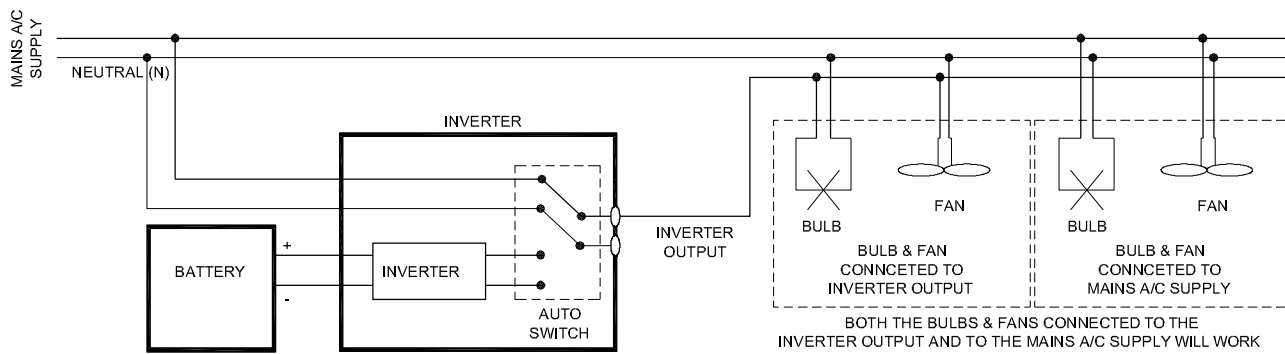 MAINS A/C
SUPPLY
NEUTRAL (N)
INVERTER
BATTERY
+
-
INVERTER
AUTO
SWITCH
INVERTER
OUTPUT
BULB
FAN
BULB & FAN
CONNCETED TO
INVERTER OUTPUT
BULB
FAN
BULB & FAN
CONNCETED TO
MAINS A/C SUPPLY
BOTH THE BULBS & FANS CONNECTED TO THE
INVERTER OUTPUT AND TO THE MAINS A/C SUPPLY WILL WORK